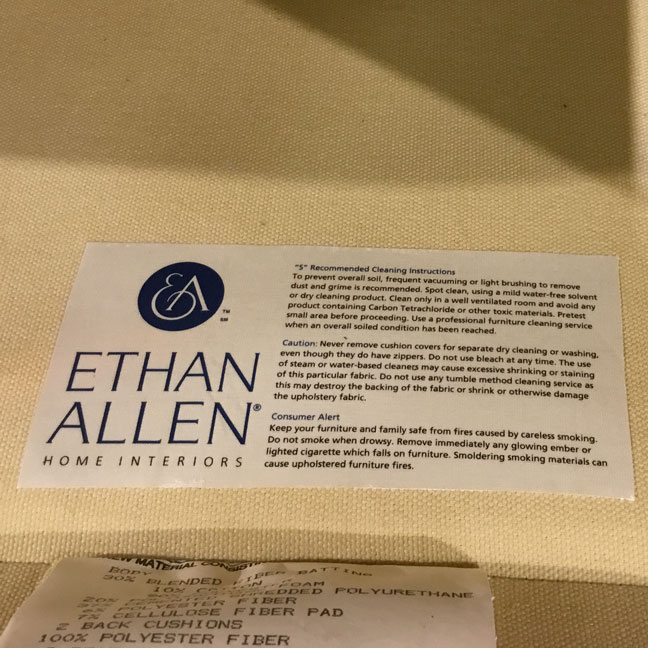 EA
TM
SM
ETHAN
ALLEN®
HOME INTERIORS
"S" Recommended Cleaning Instructions
To prevent overall soil, frequent vacuuming or light brushing to remove
dust and grime is recommended. Spot clean, using a mild water-free solvent
or dry cleaning product. Clean only in a well ventilated room and avoid any
product containing Carbon Tetrachloride or other toxic materials. Pretest
small area before proceeding. Use a professional furniture cleaning service
when an overall soiled condition has been reached.
Caution: Never remove cushion covers for separate dry cleaning or washing,
even though they do have zippers. Do not use bleach at any time. The use
of steam or water-based cleaners may cause excessive shrinking or staining
of this particular fabric. Do not use any tumble method cleaning service as
this may destroy the backing of the fabric or shrink or otherwise damage
the upholstery fabric.
Consumer Alert
Keep your furniture and family safe from fires caused by careless smoking.
Do not smoke when drowsy. Remove immediately any glowing ember or
lighted cigarette which falls on furniture. Smoldering smoking materials can
cause upholstered furniture fires.
MATERIAL
BODY
30% BLENDED FIBER BATTING
10% FOAM
20% SHREDDED POLYURETHANE
POLYESTER FIBER
7% CELLULOSE FIBER PAD
2 BACK CUSHIONS
100% POLYESTER FIBER